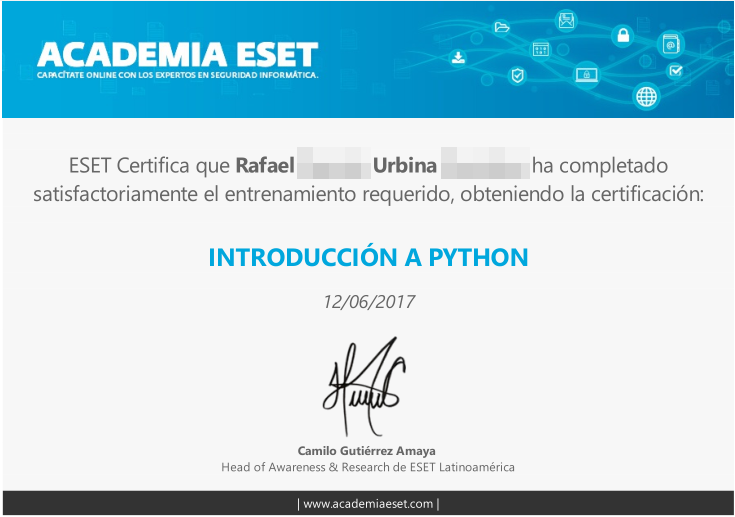 ACADEMIA ESET
CAPACÍTATE ONLINE CON LOS EXPERTOS EN SEGURIDAD INFORMÁTICA.
ESET Certifica que Rafael Urbina ha completado
satisfactoriamente el entrenamiento requerido, obteniendo la certificación:
INTRODUCCIÓN A PYTHON
12/06/2017
Camilo Gutiérrez Amaya
Head of Awareness & Research de ESET Latinoamérica
| www.academiaeset.com |